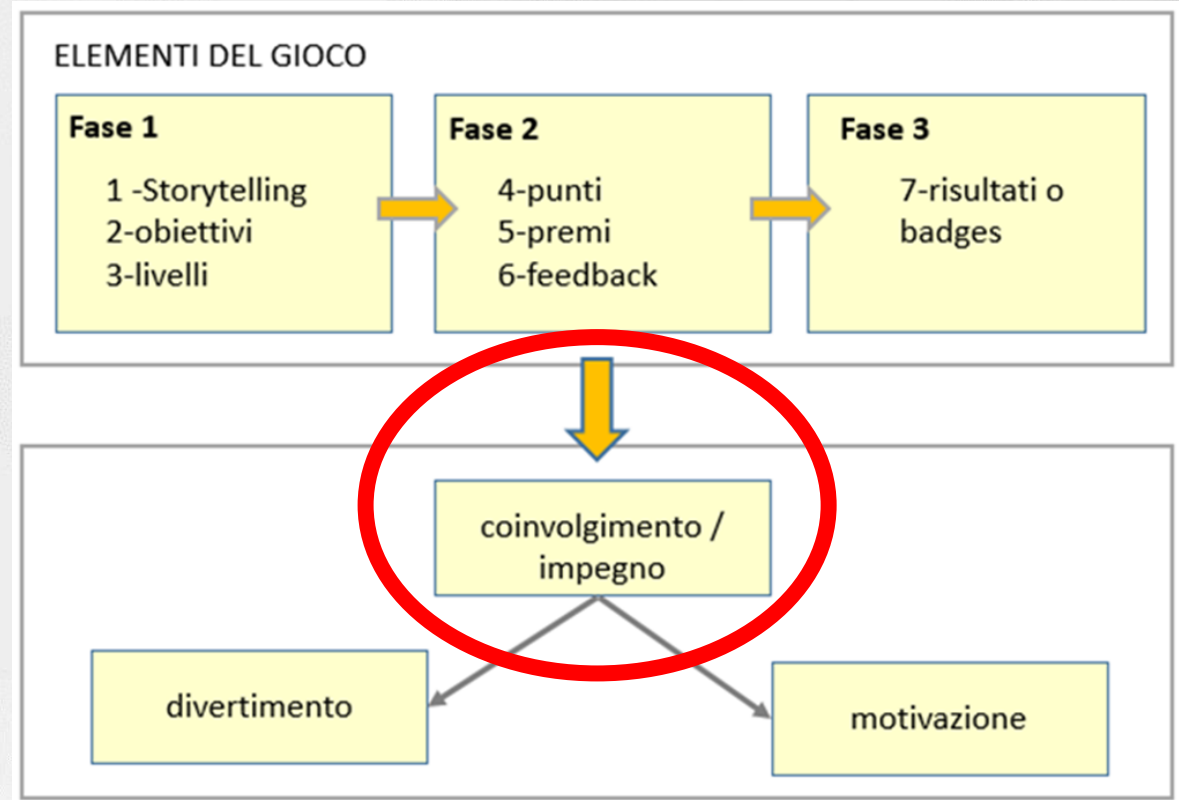 ELEMENTI DEL GIOCO
Fase 1
1 -Storytelling
2-obiettivi
3-livelli
Fase 2
4-punti
5-premi
6-feedback
Fase 3
7-risultati o
badges
coinvolgimento /
impegno
divertimento
motivazione